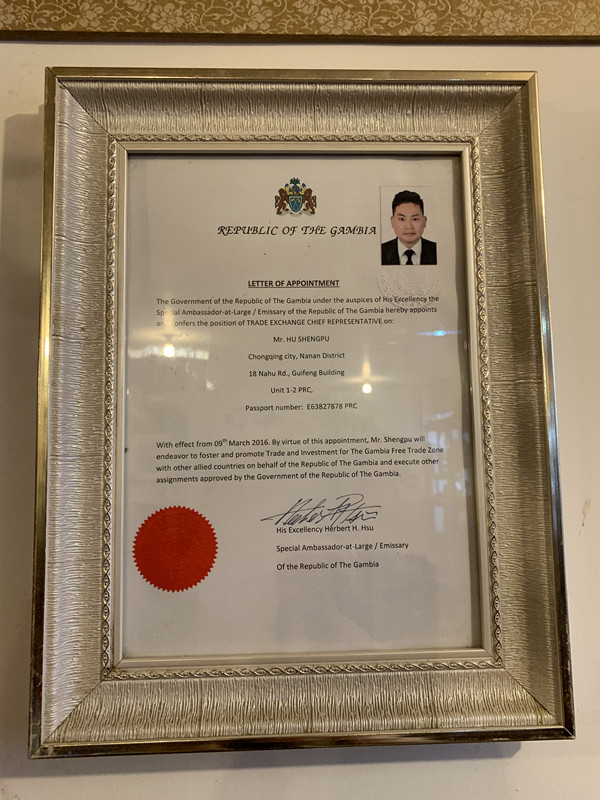 REPUBLIC OF THE GAMBIA
LETTER OF APPOINTMENT
The Government of the Republic of The Gambia under the auspices of His Excellency the
Special Ambassador-at-Large / Emissary of the Republic of The Gambia hereby appoints
and confers the position of TRADE EXCHANGE CHIEF REPRESENTATIVE on:
Mr. HU SHENGPU
Chongqing city, Nanan District
18 Nahu Rd., Guifeng Building
Unit 1-2 PRC,
Passport number: E63827878 PRC
With effect from 09th March 2016. By virtue of this appointment, Mr. Shengpu will
endeavor to foster and promote Trade and Investment for The Gambia Free Trade Zone
with other allied countries on behalf of the Republic of The Gambia and execute other
assignments approved by the Government of the Republic of The Gambia.
His Excellency Herbert H. Hsu
Special Ambassador-at-Large / Emissary
Of the Republic of The Gambia